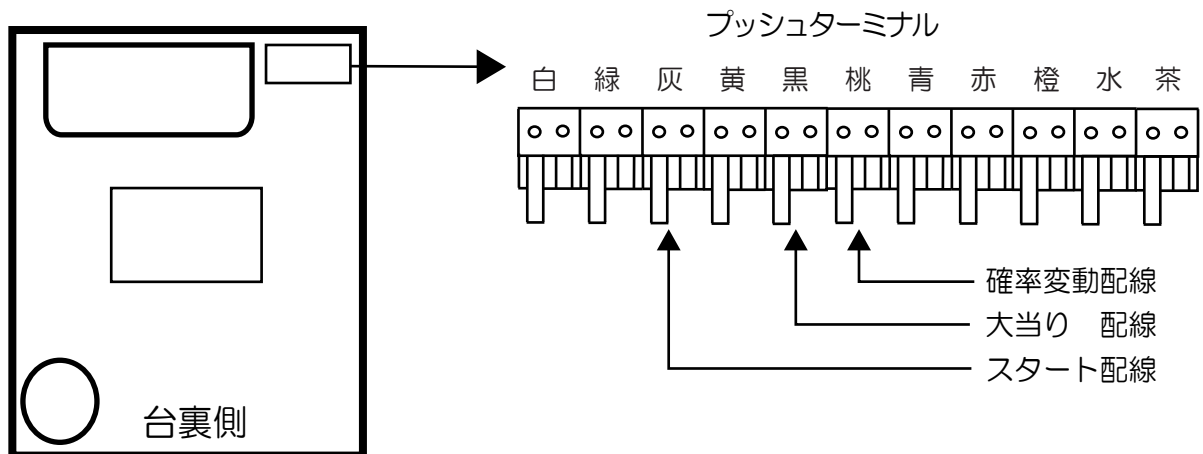 プッシュターミナル
白 緑 灰 黄 黒 桃 青 赤 橙 水 茶
確率変動配線
大当り　配線
スタート配線
台裏側